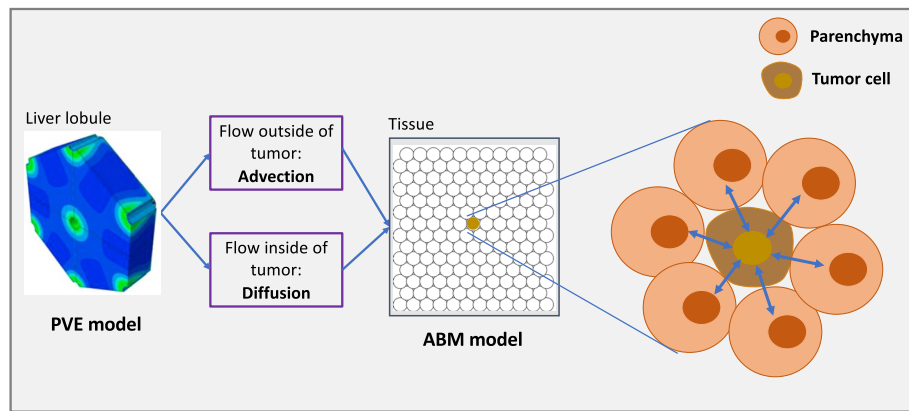 Parenchyma
Tumor cell
Liver lobule
Flow outside of
tumor:
Advection
Flow inside of
tumor:
Diffusion
Tissue
PVE model
ABM model